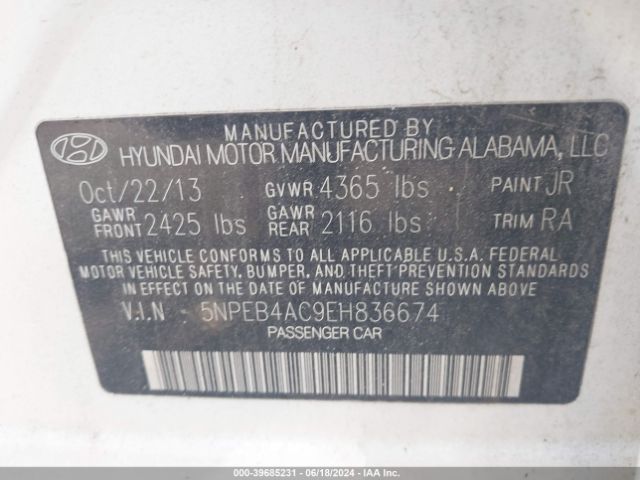 MANUFACTURED BY
HYUNDAI MOTOR MANUFACTURING ALABAMA, LLC
Oct/22/13 GVWR 4365 lbs PAINT JR
GAWR FRONT 2425 lbs GAWR REAR 2116 lbs TRIM RA
THIS VEHICLE CONFORMS TO ALL APPLICABLE U.S.A. FEDERAL
MOTOR VEHICLE SAFETY, BUMPER, AND THEFT PREVENTION
STANDARDS IN EFFECT ON THE DATE OF MANUFACTURE SHOWN ABOVE
V.I.N : 5NPEB4AC9EH836674
PASSENGER CAR
000-39685231 - 06/18/2024 - IAA Holdings, LLC.